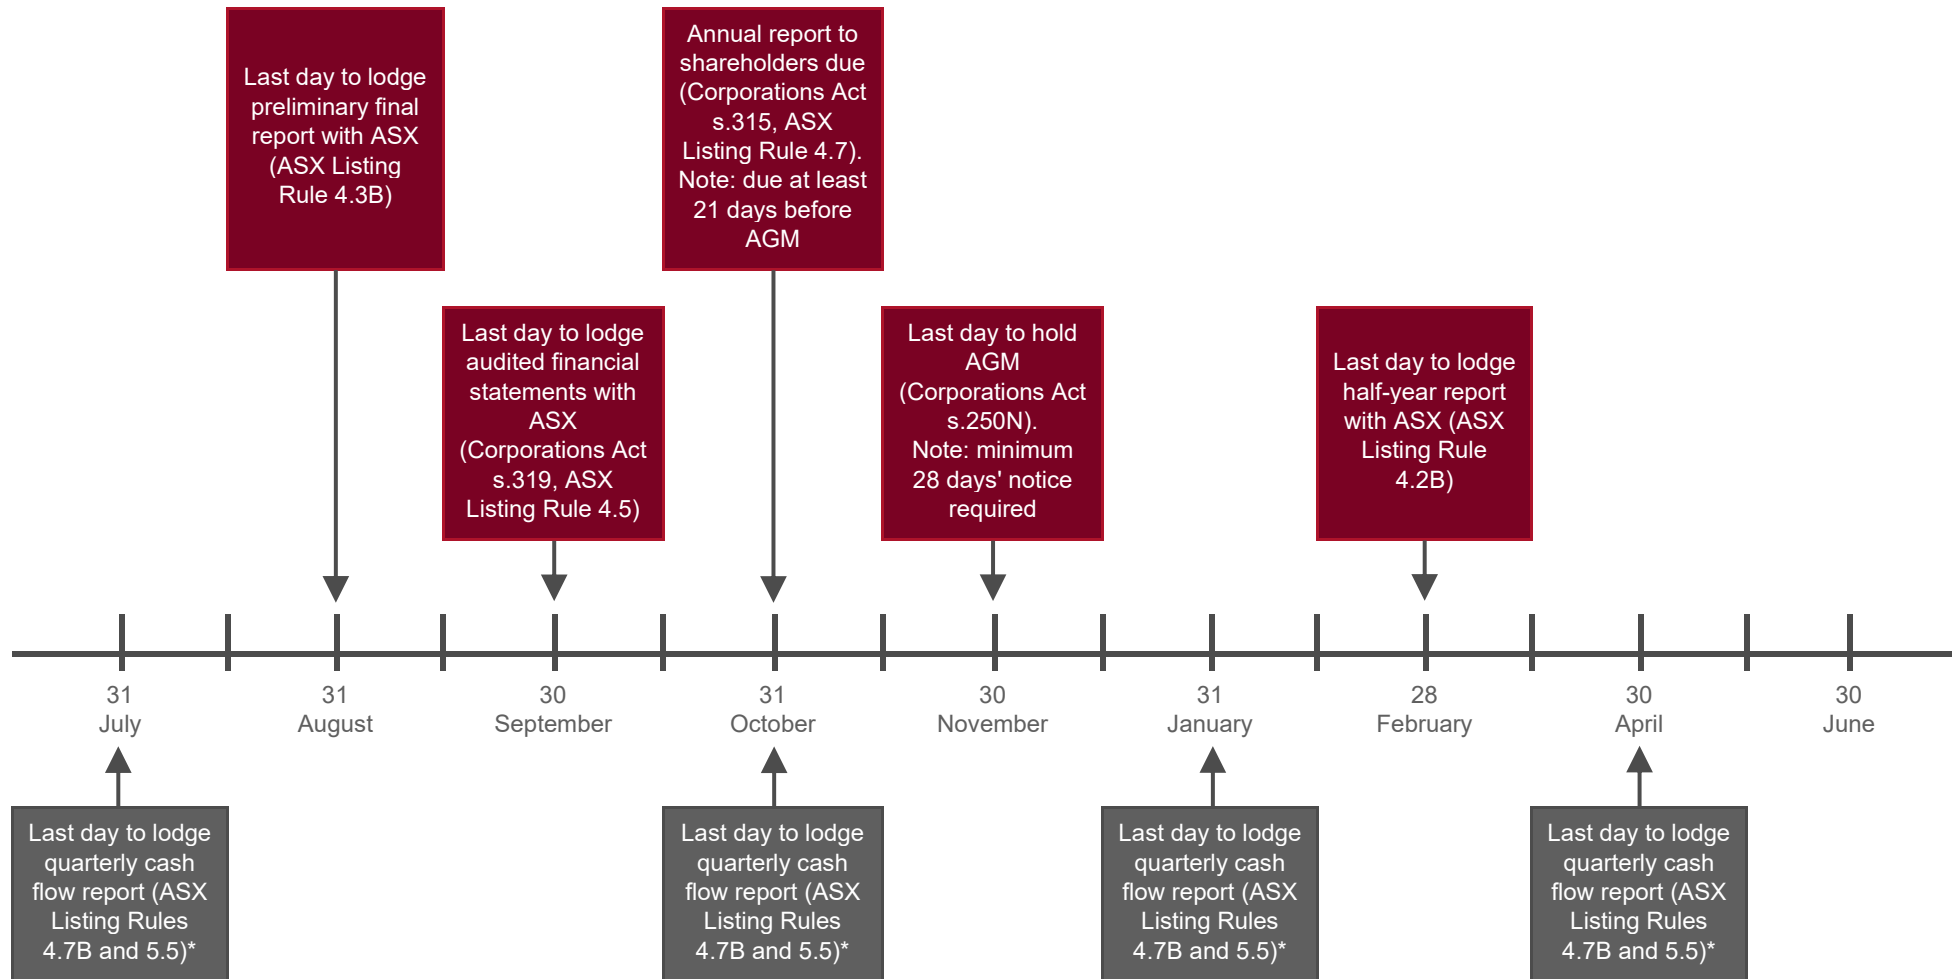 Last day to lodge
preliminary final
report with ASX
(ASX Listing
Rule 4.3B)
Annual report to
shareholders due
(Corporations Act
s.315, ASX
Listing Rule 4.7).
Note: due at least
21 days before
AGM
Last day to lodge
audited financial
statements with
ASX
(Corporations Act
s.319, ASX
Listing Rule 4.5)
Last day to hold
AGM
(Corporations Act
s.250N).
Note: minimum
28 days' notice
required
Last day to lodge
half-year report
with ASX (ASX
Listing Rule
4.2B)
31
July
31
August
30
September
31
October
30
November
31
January
28
February
30
April
30
June
Last day to lodge
quarterly cash
flow report (ASX
Listing Rules
4.7B and 5.5)*
Last day to lodge
quarterly cash
flow report (ASX
Listing Rules
4.7B and 5.5)*
Last day to lodge
quarterly cash
flow report (ASX
Listing Rules
4.7B and 5.5)*
Last day to lodge
quarterly cash
flow report (ASX
Listing Rules
4.7B and 5.5)*